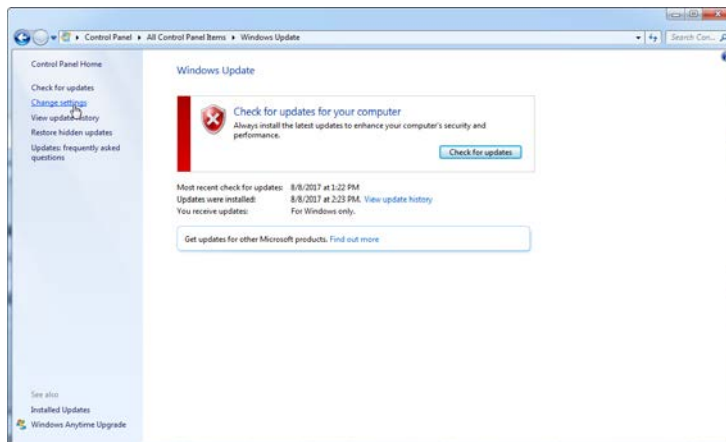 Control Panel ▸ All Control Panel Items ▸ Windows Update
Search Con...
Control Panel Home
Check for updates
Change settings
View update history
Restore hidden updates
Updates: frequently asked
questions
Windows Update
Check for updates for your computer
Always install the latest updates to enhance your computer's security and
performance.
Check for updates
Most recent check for updates: 8/8/2017 at 1:22 PM
Updates were installed: 8/8/2017 at 2:23 PM. View update history
You receive updates: For Windows only.
Get updates for other Microsoft products. Find out more
See also
Installed Updates
Windows Anytime Upgrade